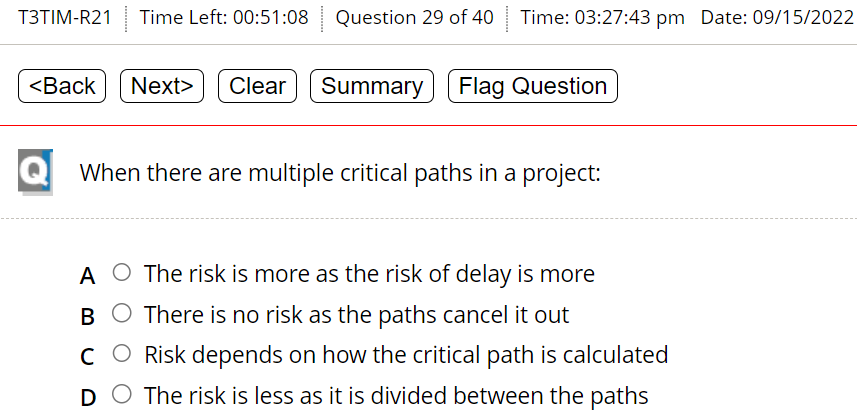 T3TIM-R21 Time Left: 00:51:08 Question 29 of 40 Time: 03:27:43 pm Date: 09/15/2022
<Back Next> Clear Summary Flag Question
Q When there are multiple critical paths in a project:
A The risk is more as the risk of delay is more
B There is no risk as the paths cancel it out
C Risk depends on how the critical path is calculated
D The risk is less as it is divided between the paths